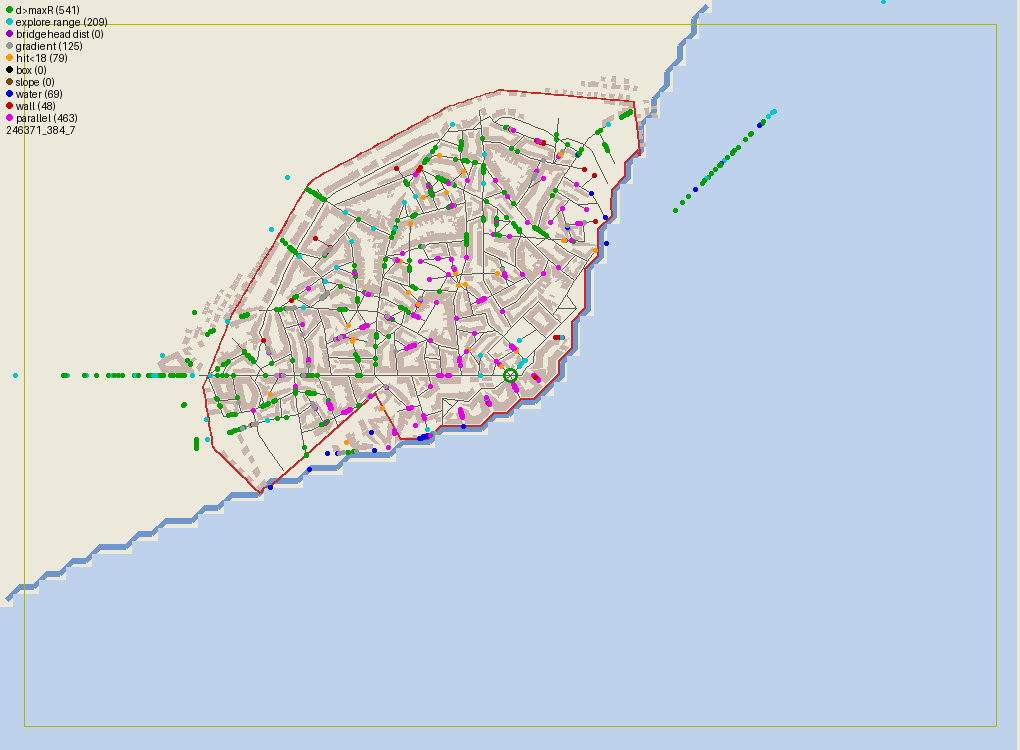 d>maxR (541)
explore range (209)
bridgehead dist (0)
gradient (125)
hit<18 (79)
box (0)
slope (0)
water (69)
wall (48)
parallel (463)
246371_384_7